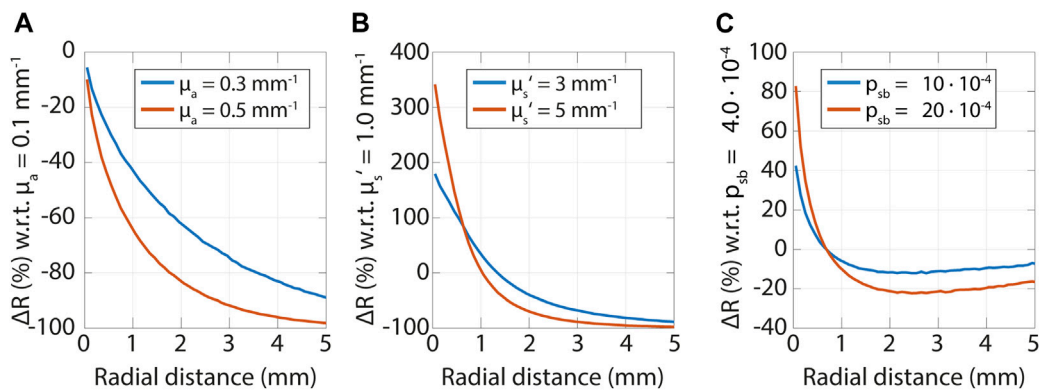 A
ΔR (%) w.r.t. μa = 0.1 mm⁻¹
0
-20
-40
-60
-80
-100
μa = 0.3 mm⁻¹
μa = 0.5 mm⁻¹
0 1 2 3 4 5
Radial distance (mm)
B
ΔR (%) w.r.t. μs′ = 1.0 mm⁻¹
400
300
200
100
0
-100
μs′ = 3 mm⁻¹
μs′ = 5 mm⁻¹
0 1 2 3 4 5
Radial distance (mm)
C
ΔR (%) w.r.t. psb = 4.0 · 10⁻⁴
100
80
60
40
20
0
-20
-40
psb = 10 · 10⁻⁴
psb = 20 · 10⁻⁴
0 1 2 3 4 5
Radial distance (mm)